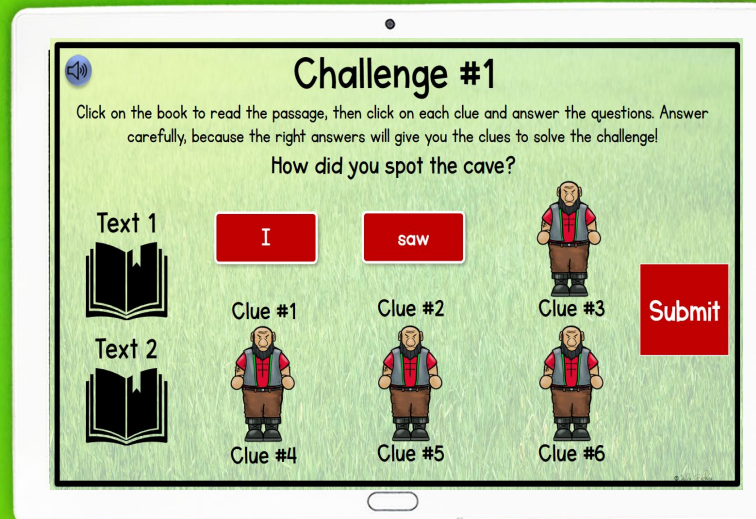 Challenge #1
Click on the book to read the passage, then click on each clue and answer the questions. Answer
carefully, because the right answers will give you the clues to solve the challenge!
How did you spot the cave?
Text 1
I
saw
Clue #1
Clue #2
Clue #3
Submit
Text 2
Clue #4
Clue #5
Clue #6